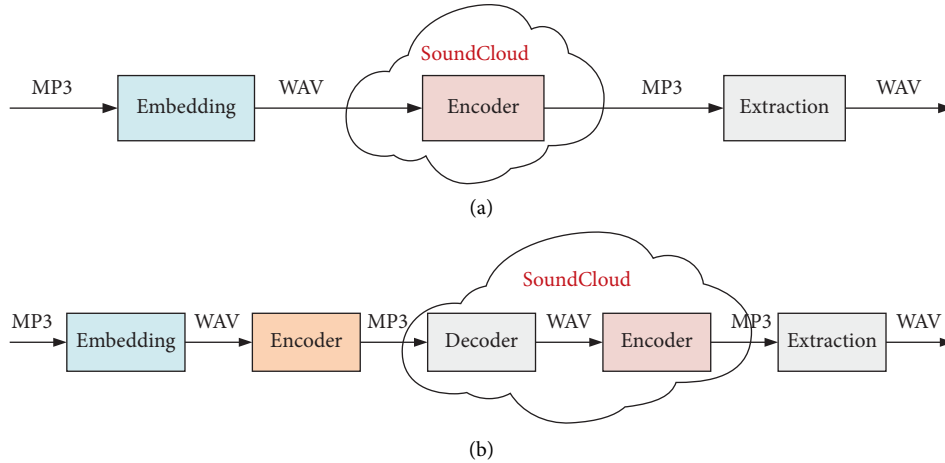 SoundCloud
MP3 Embedding WAV Encoder MP3 Extraction WAV
(a)
SoundCloud
MP3 Embedding WAV Encoder MP3 Decoder WAV Encoder MP3 Extraction WAV
(b)